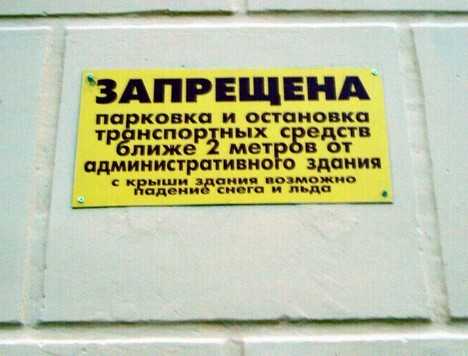 ЗАПРЕЩЕНА
парковка и остановка
транспортных средств
ближе 2 метров от
административного здания
с крыши здания возможно
падение снега и льда